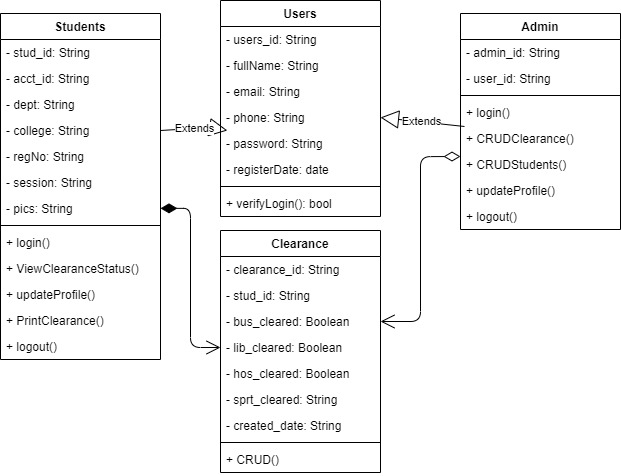 Students
- stud_id: String
- acct_id: String
- dept: String
- college: String
- regNo: String
- session: String
- pics: String
+ login()
+ ViewClearanceStatus()
+ updateProfile()
+ PrintClearance()
+ logout()
Extends
Users
- users_id: String
- fullName: String
- email: String
- phone: String
- password: String
- registerDate: date
+ verifyLogin(): bool
Extends
Admin
- admin_id: String
- user_id: String
+ login()
+ CRUDClearance()
+ CRUDStudents()
+ updateProfile()
+ logout()
Clearance
- clearance_id: String
- stud_id: String
- bus_cleared: Boolean
- lib_cleared: Boolean
- hos_cleared: Boolean
- sprt_cleared: String
- created_date: String
+ CRUD()